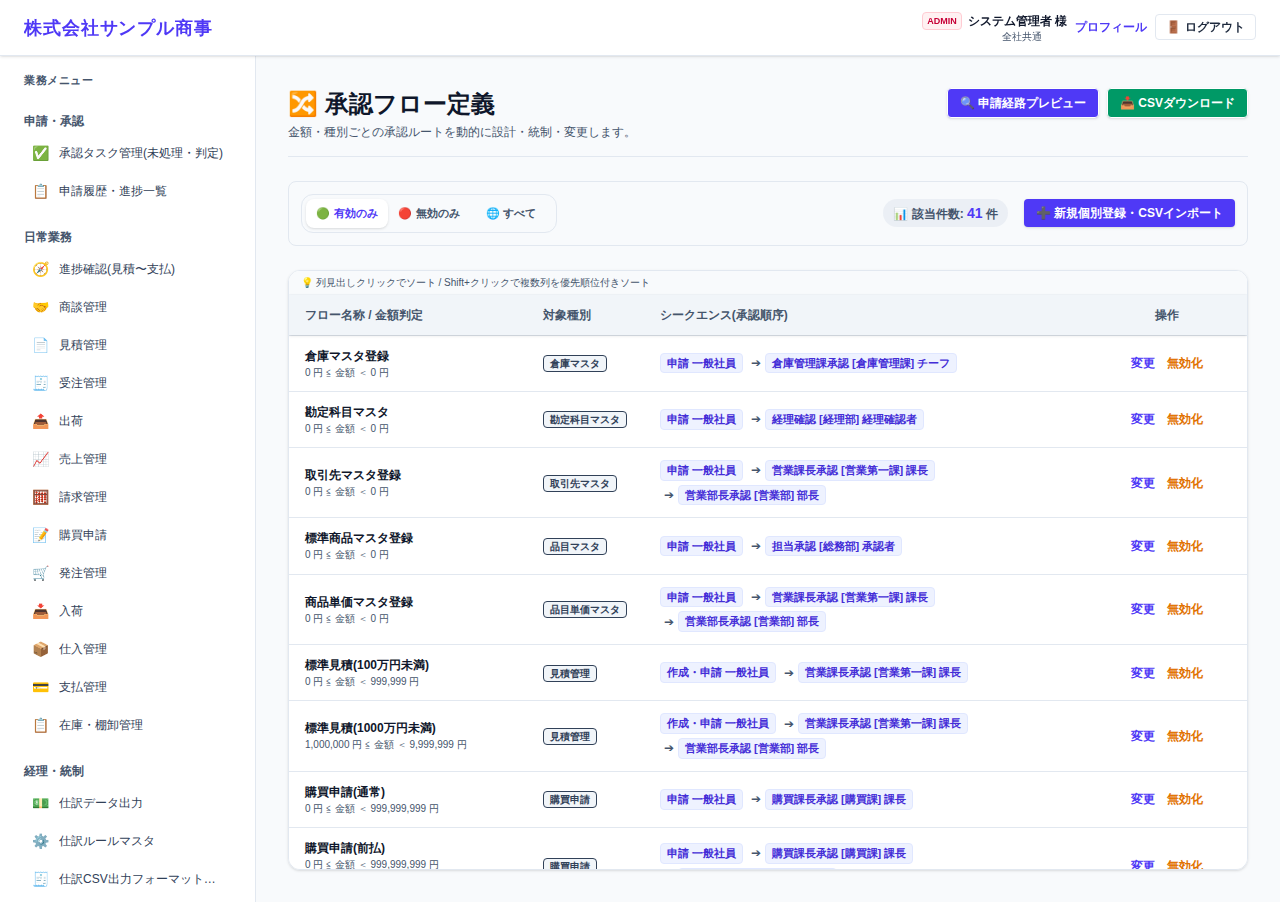 株式会社サンプル商事
ADMIN システム管理者 様
全社共通
プロフィール
🚪 ログアウト
業務メニュー
申請・承認
✅ 承認タスク管理(未処理・判定)
📋 申請履歴・進捗一覧
日常業務
🧭 進捗確認(見積〜支払)
🤝 商談管理
📄 見積管理
🧾 受注管理
📤 出荷
📈 売上管理
🧮 請求管理
📝 購買申請
🛒 発注管理
📥 入荷
📦 仕入管理
💳 支払管理
📋 在庫・棚卸管理
経理・統制
💵 仕訳データ出力
⚙️ 仕訳ルールマスタ
🧾 仕訳CSV出力フォーマット…
🔀 承認フロー定義
金額・種別ごとの承認ルートを動的に設計・統制・変更します。
🔍 申請経路プレビュー
📥 CSVダウンロード
🟢 有効のみ
🔴 無効のみ
🌐 すべて
📊 該当件数: 41 件
➕ 新規個別登録・CSVインポート
💡 列見出しクリックでソート / Shift+クリックで複数列を優先順位付きソート
フロー名称 / 金額判定 対象種別 シークエンス(承認順序) 操作
倉庫マスタ登録
0 円 ≦ 金額 < 0 円
倉庫マスタ
申請 一般社員 ➔ 倉庫管理課承認 [倉庫管理課] チーフ
変更 無効化
勘定科目マスタ
0 円 ≦ 金額 < 0 円
勘定科目マスタ
申請 一般社員 ➔ 経理確認 [経理部] 経理確認者
変更 無効化
取引先マスタ登録
0 円 ≦ 金額 < 0 円
取引先マスタ
申請 一般社員 ➔ 営業課長承認 [営業第一課] 課長
➔ 営業部長承認 [営業部] 部長
変更 無効化
標準商品マスタ登録
0 円 ≦ 金額 < 0 円
品目マスタ
申請 一般社員 ➔ 担当承認 [総務部] 承認者
変更 無効化
商品単価マスタ登録
0 円 ≦ 金額 < 0 円
品目単価マスタ
申請 一般社員 ➔ 営業課長承認 [営業第一課] 課長
➔ 営業部長承認 [営業部] 部長
変更 無効化
標準見積(100万円未満)
0 円 ≦ 金額 < 999,999 円
見積管理
作成・申請 一般社員 ➔ 営業課長承認 [営業第一課] 課長
変更 無効化
標準見積(1000万円未満)
1,000,000 円 ≦ 金額 < 9,999,999 円
見積管理
作成・申請 一般社員 ➔ 営業課長承認 [営業第一課] 課長
➔ 営業部長承認 [営業部] 部長
変更 無効化
購買申請(通常)
0 円 ≦ 金額 < 999,999,999 円
購買申請
申請 一般社員 ➔ 購買課長承認 [購買課] 課長
変更 無効化
購買申請(前払)
0 円 ≦ 金額 < 999,999,999 円
購買申請
申請 一般社員 ➔ 購買課長承認 [購買課] 課長
変更 無効化